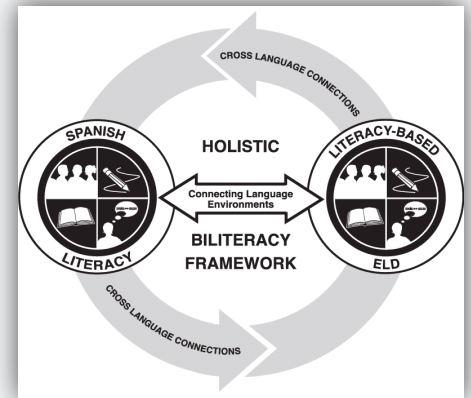 CROSS LANGUAGE CONNECTIONS
SPANISH
LITERACY
HOLISTIC
Connecting Language
Environments
BILITERACY
FRAMEWORK
LITERACY-BASED
ELD
CROSS LANGUAGE CONNECTIONS